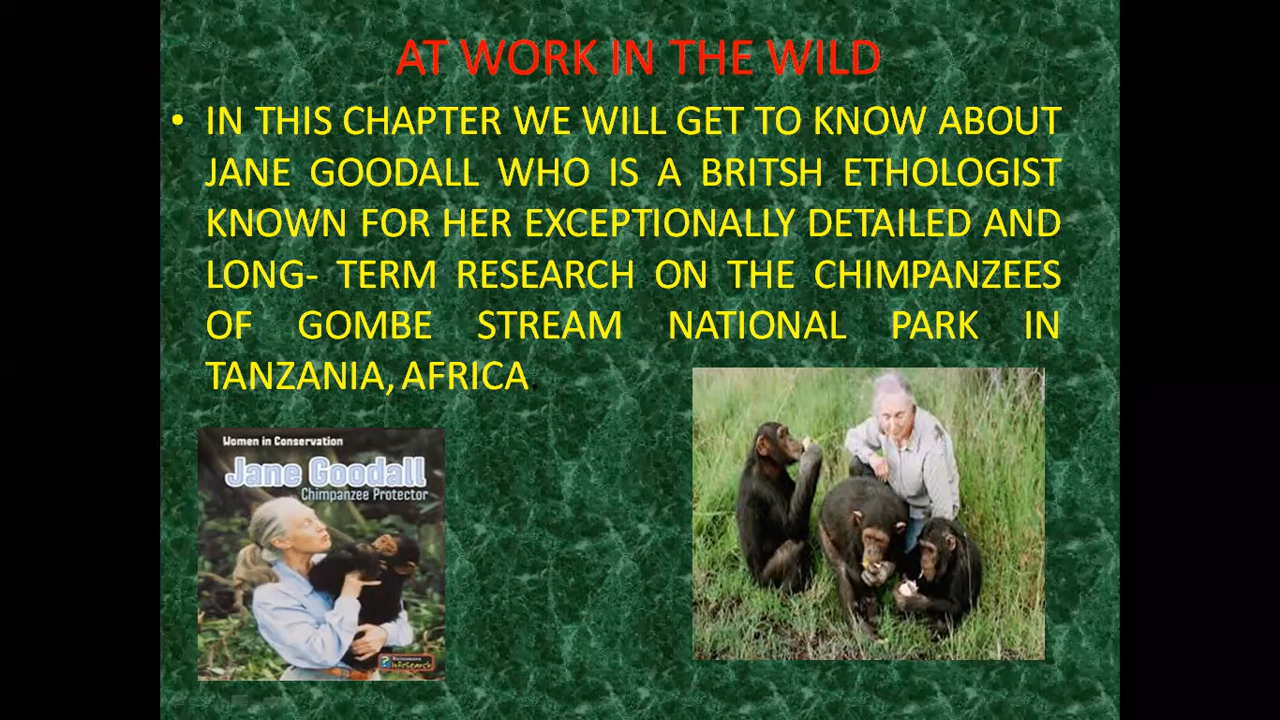 AT WORK IN THE WILD
• IN THIS CHAPTER WE WILL GET TO KNOW ABOUT
JANE GOODALL WHO IS A BRITSH ETHOLOGIST
KNOWN FOR HER EXCEPTIONALLY DETAILED AND
LONG- TERM RESEARCH ON THE CHIMPANZEES
OF GOMBE STREAM NATIONAL PARK IN
TANZANIA, AFRICA.
Women in Conservation
Jane Goodall
Chimpanzee Protector
InfoSearch